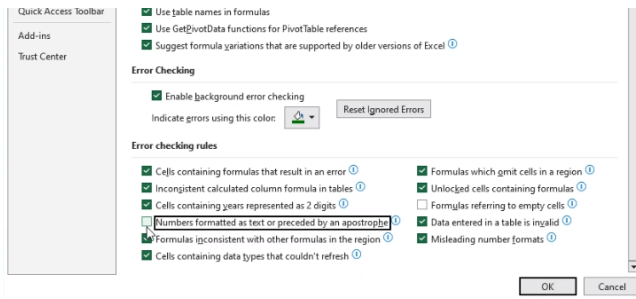 Quick Access Toolbar
Add-ins
Trust Center
Use table names in formulas
Use GetPivotData functions for PivotTable references
Suggest formula variations that are supported by older versions of Excel
Error Checking
Enable background error checking
Indicate errors using this color:
Reset Ignored Errors
Error checking rules
Cells containing formulas that result in an error
Inconsistent calculated column formula in tables
Cells containing years represented as 2 digits
Numbers formatted as text or preceded by an apostrophe
Formulas inconsistent with other formulas in the region
Cells containing data types that couldn't refresh
Formulas which omit cells in a region
Unlocked cells containing formulas
Formulas referring to empty cells
Data entered in a table is invalid
Misleading number formats
OK
Cancel